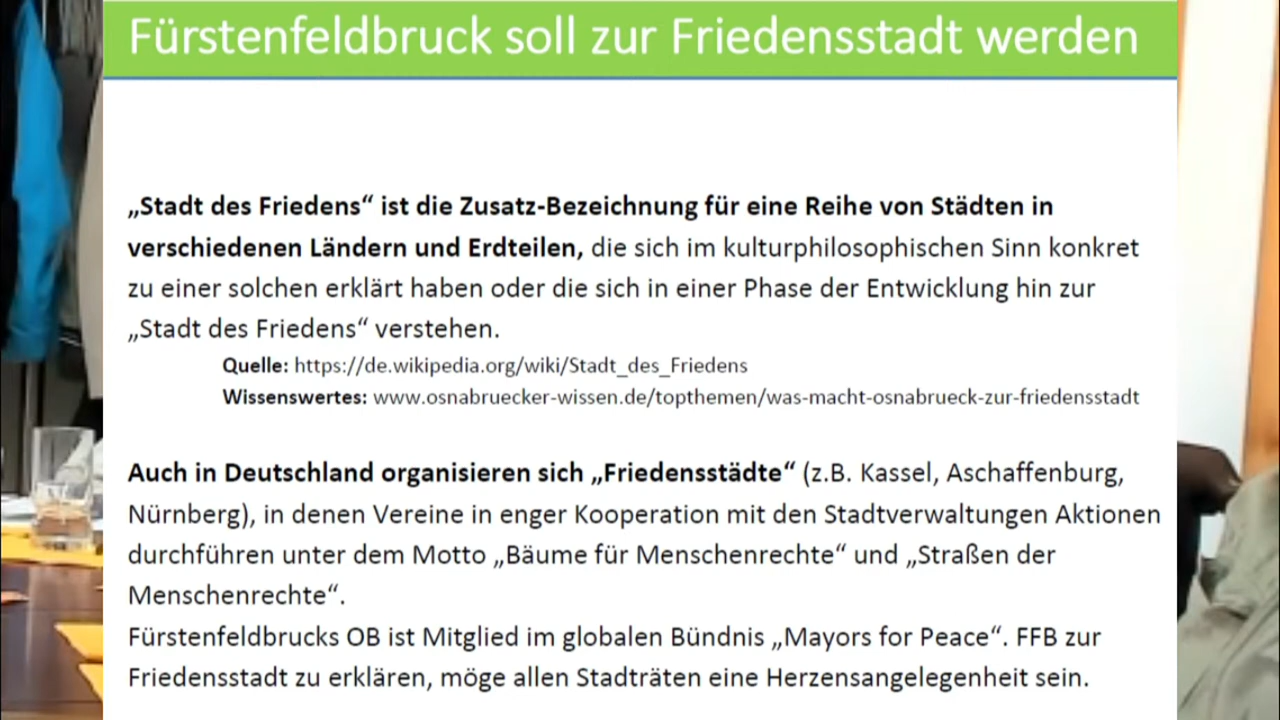 Fürstenfeldbruck soll zur Friedensstadt werden
„Stadt des Friedens“ ist die Zusatz-Bezeichnung für eine Reihe von Städten in
verschiedenen Ländern und Erdteilen, die sich im kulturphilosophischen Sinn konkret
zu einer solchen erklärt haben oder die sich in einer Phase der Entwicklung hin zur
„Stadt des Friedens“ verstehen.
Quelle: https://de.wikipedia.org/wiki/Stadt_des_Friedens
Wissenswertes: www.osnabruecker-wissen.de/topthemen/was-macht-osnabrueck-zur-friedensstadt
Auch in Deutschland organisieren sich „Friedensstädte“ (z.B. Kassel, Aschaffenburg,
Nürnberg), in denen Vereine in enger Kooperation mit den Stadtverwaltungen Aktionen
durchführen unter dem Motto „Bäume für Menschenrechte“ und „Straßen der
Menschenrechte“.
Fürstenfeldbrucks OB ist Mitglied im globalen Bündnis „Mayors for Peace“. FFB zur
Friedensstadt zu erklären, möge allen Stadträten eine Herzensangelegenheit sein.